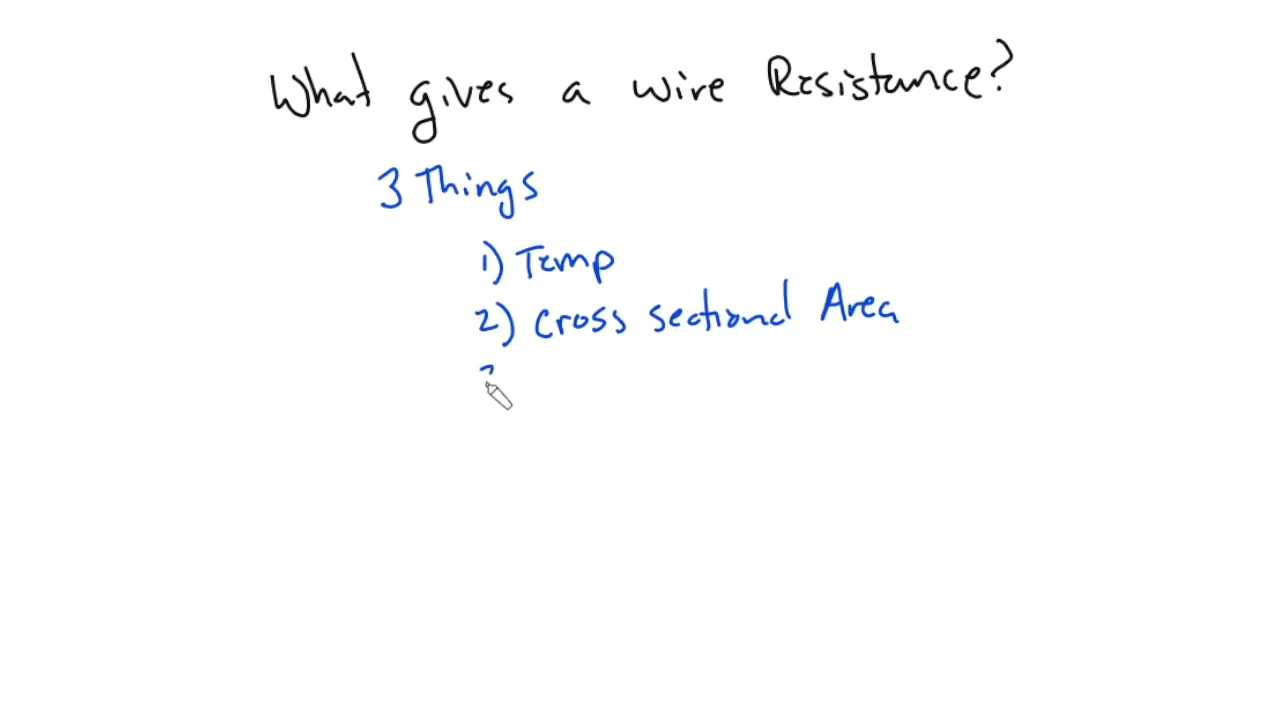 What gives a wire Resistance?
3 Things
1) Temp
2) Cross sectional Area